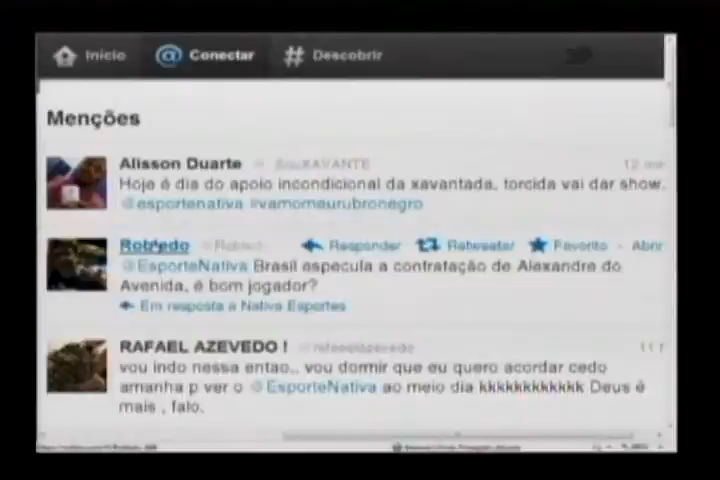 Início @ Conectar # Descobrir
Menções
Alisson Duarte
Hoje é dia do apoio incondicional da xavantada, torcida vai dar show.
@esportenativa #vamomeurubronegro
Robledo Responder Retweetar Favorito · Abrir
@EsporteNativa Brasil especula a contratação de Alexandre do
Avenida, é bom jogador?
Em resposta a Nativa Esportes
RAFAEL AZEVEDO ! @rafaelazevedo
vou indo nessa entao.. vou dormir que eu quero acordar cedo
amanha p ver o @EsporteNativa ao meio dia kkkkkkkkkkkk Deus é
mais , falo.